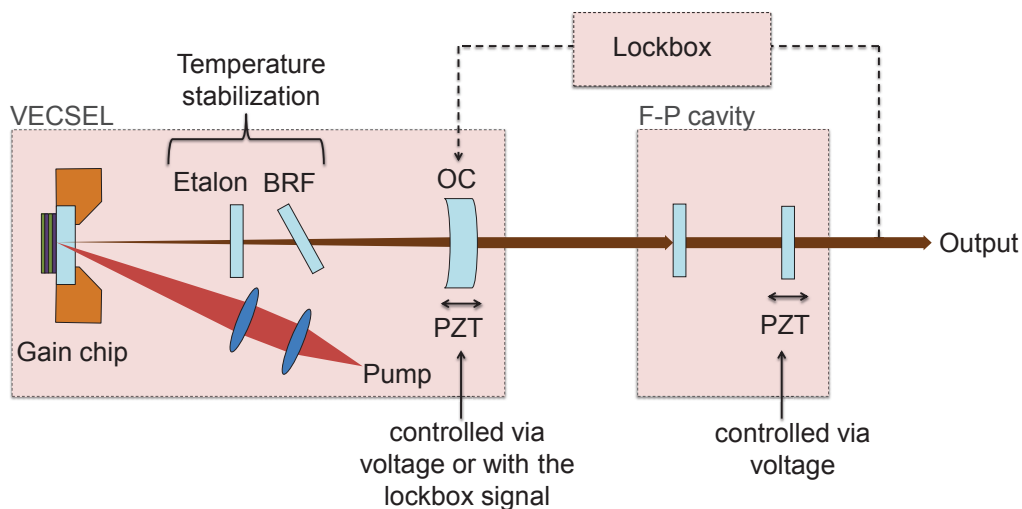 Lockbox
Temperature
stabilization
VECSEL
F-P cavity
Etalon
BRF
OC
Output
PZT
PZT
Gain chip
Pump
controlled via
voltage or with the
lockbox signal
controlled via
voltage